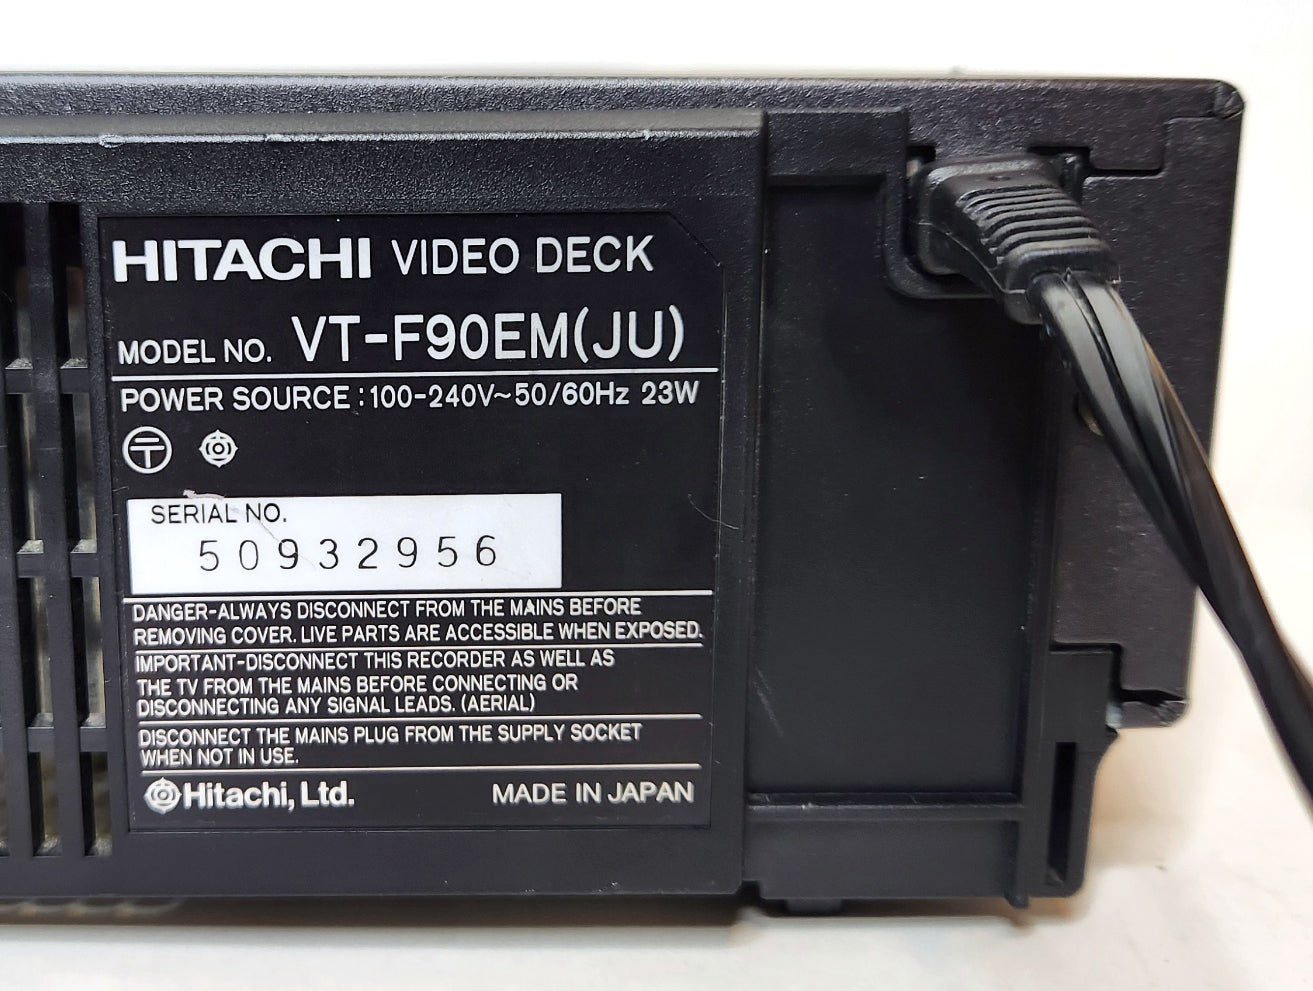 HITACHI VIDEO DECK
MODEL NO. VT-F90EM(JU)
POWER SOURCE : 100-240V~50/60Hz 23W
SERIAL NO.
50932956
DANGER-ALWAYS DISCONNECT FROM THE MAINS BEFORE
REMOVING COVER. LIVE PARTS ARE ACCESSIBLE WHEN EXPOSED.
IMPORTANT-DISCONNECT THIS RECORDER AS WELL AS
THE TV FROM THE MAINS BEFORE CONNECTING OR
DISCONNECTING ANY SIGNAL LEADS. (AERIAL)
DISCONNECT THE MAINS PLUG FROM THE SUPPLY SOCKET
WHEN NOT IN USE.
Hitachi, Ltd. MADE IN JAPAN